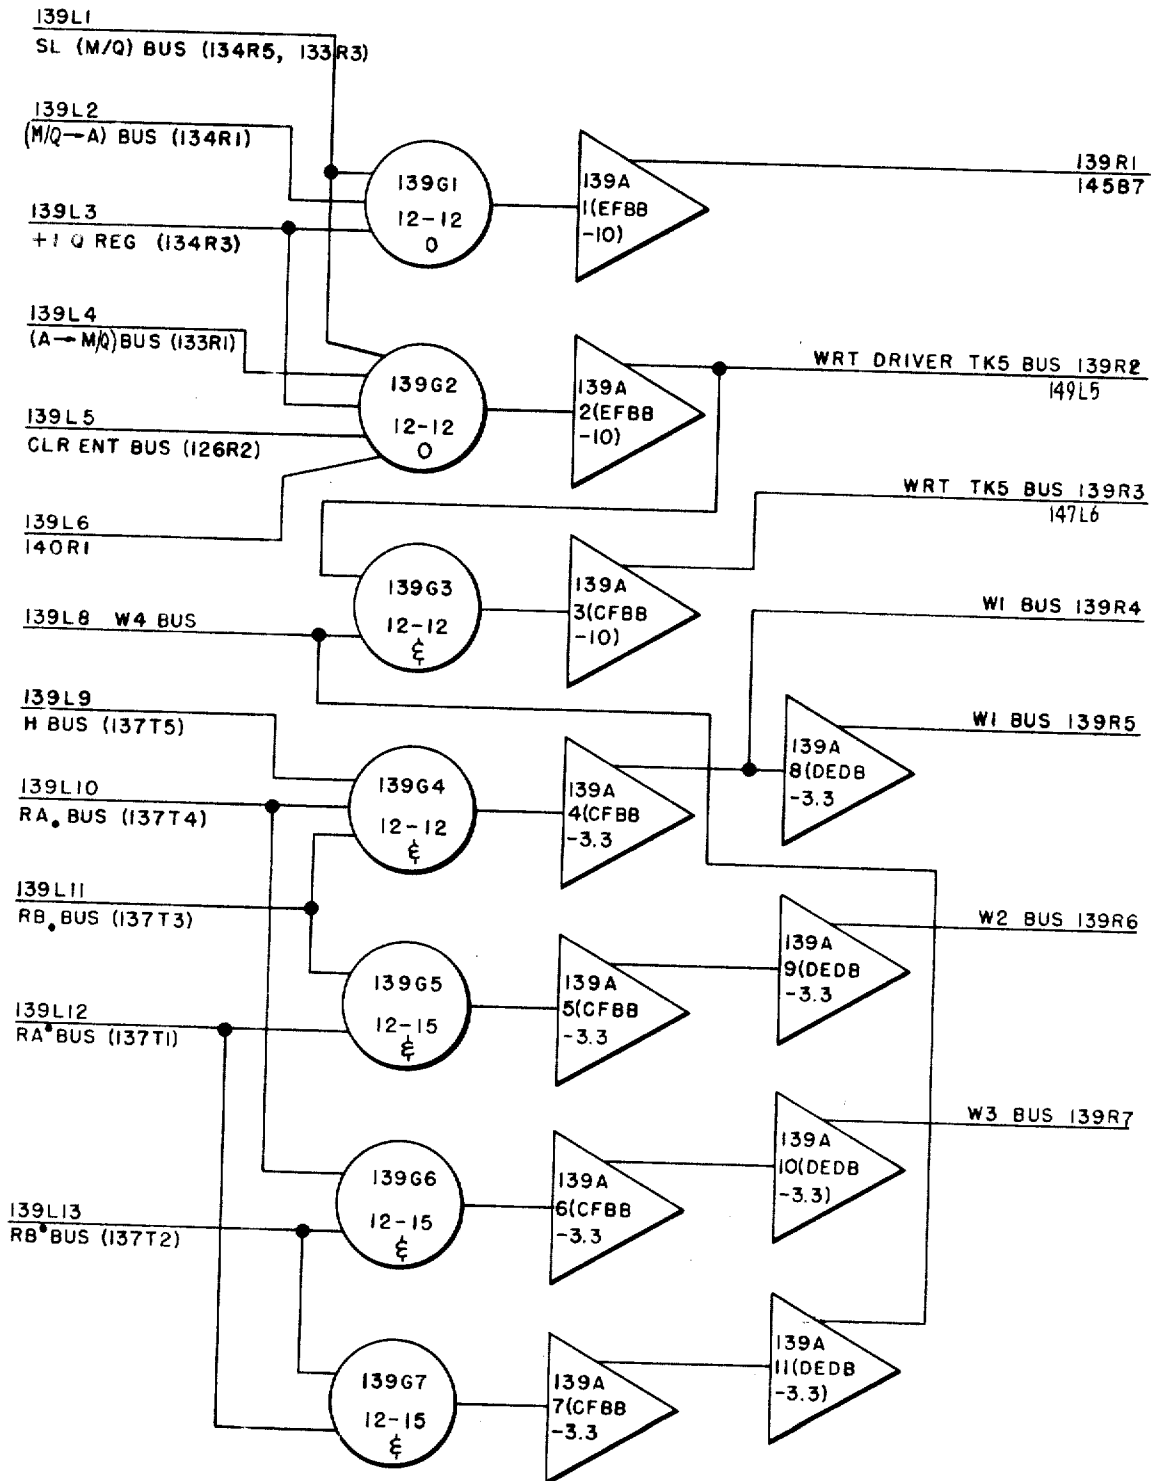 139L1
SL (M/Q) BUS (134R5, 133R3)
139L2
(M/Q→A) BUS (134R1)
139L3
+1 Q REG (134R3)
139L4
(A→M/Q) BUS (133R1)
139L5
CLR ENT BUS (126R2)
139L6
140R1
139L8 W4 BUS
139L9
H BUS (137T5)
139L10
RA. BUS (137T4)
139L11
RB. BUS (137T3)
139L12
RA• BUS (137T1)
139L13
RB• BUS (137T2)
139G1
12-12
O
139G2
12-12
O
139G3
12-12
&
139G4
12-12
&
139G5
12-15
&
139G6
12-15
&
139G7
12-15
&
139A
1(EFBB
-10)
139A
2(EFBB
-10)
139A
3(CFBB
-10)
139A
4(CFBB
-3.3
139A
5(CFBB
-3.3
139A
6(CFBB
-3.3
139A
7(CFBB
-3.3
139A
8(DEDB
-3.3
139A
9(DEDB
-3.3
139A
10(DEDB
-3.3)
139A
11(DEDB
-3.3)
139R1
145B7
WRT DRIVER TK5 BUS 139R2
149L5
WRT TK5 BUS 139R3
147L6
W1 BUS 139R4
W1 BUS 139R5
W2 BUS 139R6
W3 BUS 139R7